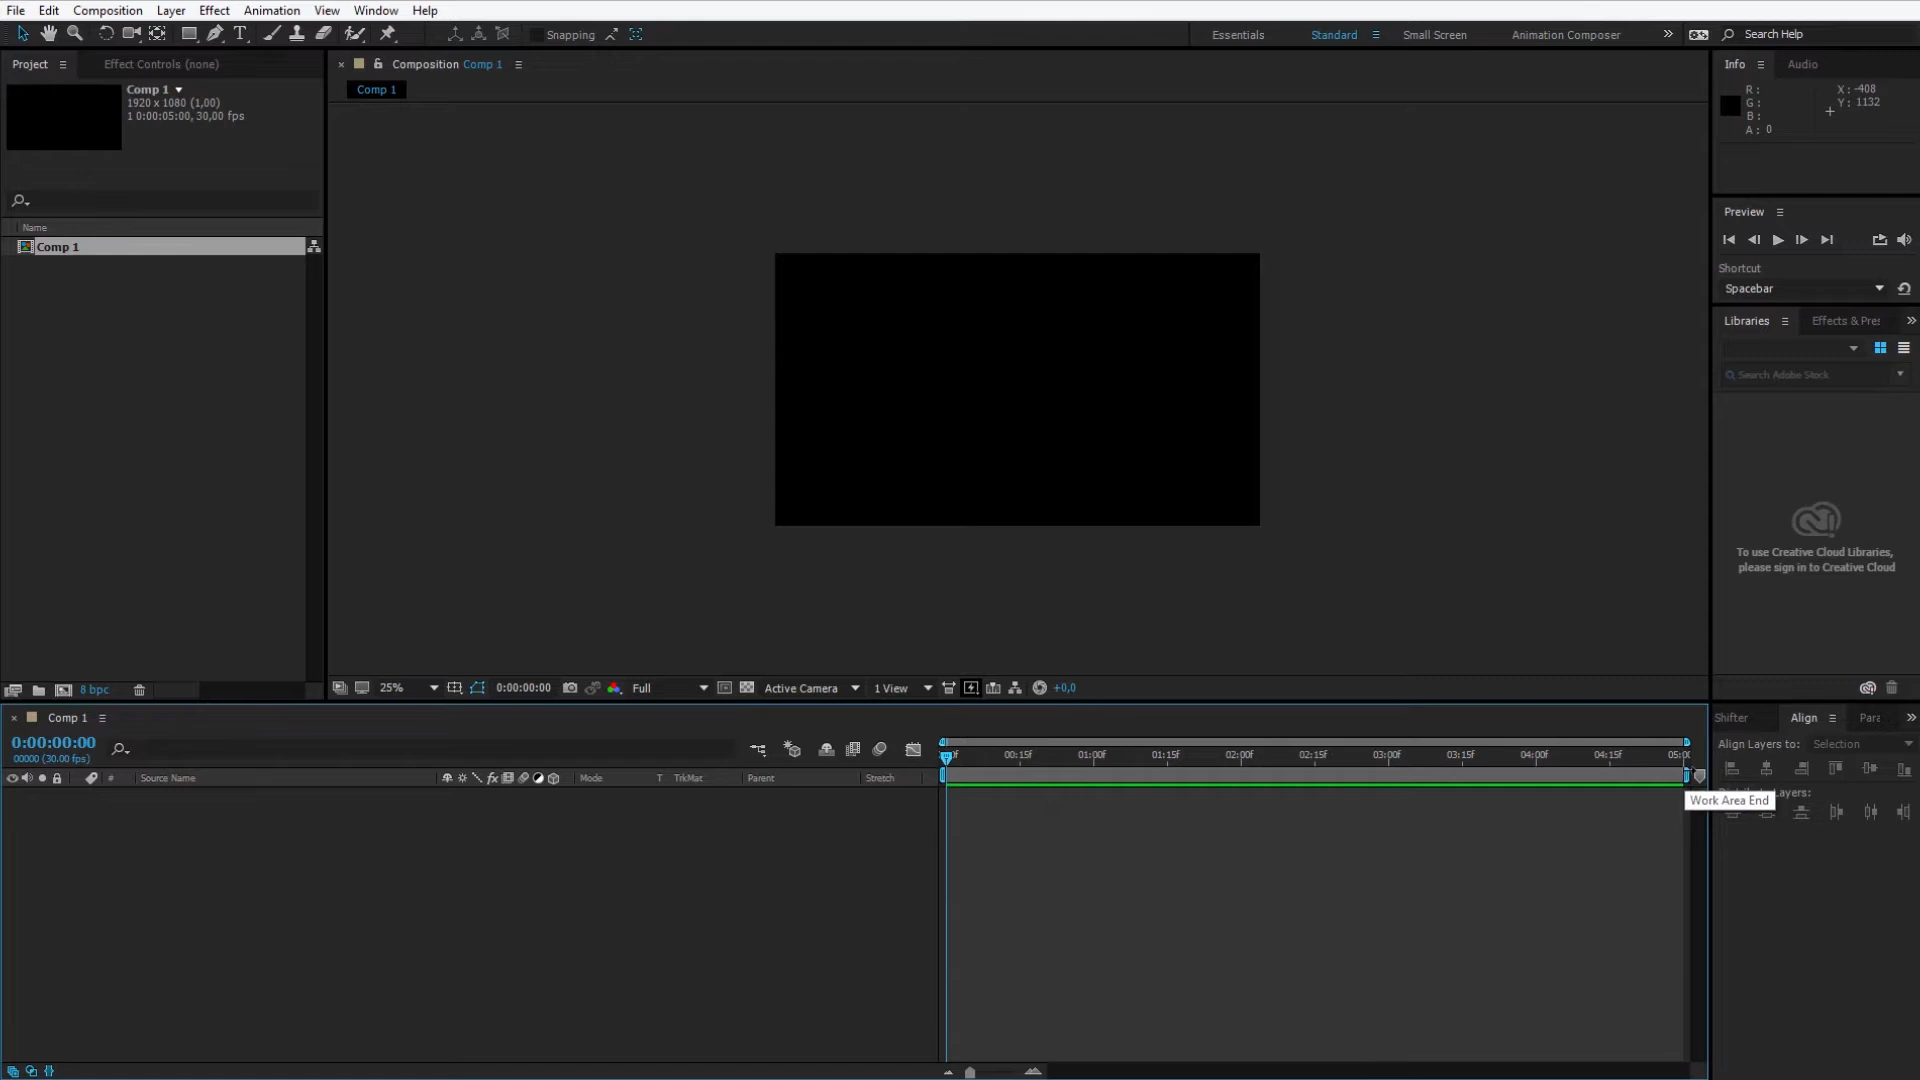 File Edit Composition Layer Effect Animation View Window Help
Snapping Essentials Standard Small Screen Animation Composer Search Help
Project Effect Controls (none)
Comp 1
1920 x 1080 (1,00)
1 0:00:05:00, 30,00 fps
Name
Comp 1
Composition Comp 1
Comp 1
25% 0:00:00:00 Full Active Camera 1 View +0,0
8 bpc
Info Audio
R : X : -408
G : Y : 1132
B :
A : 0
Preview
Shortcut
Spacebar
Libraries Effects & Pres
Search Adobe Stock
To use Creative Cloud Libraries,
please sign in to Creative Cloud
Comp 1
0:00:00:00
00000 (30.00 fps)
# Source Name Mode T TrkMat Parent Stretch
00:15f 01:00f 01:15f 02:00f 02:15f 03:00f 03:15f 04:00f 04:15f 05:00
Work Area End
Shifter Align Para
Align Layers to: Selection
Layers: